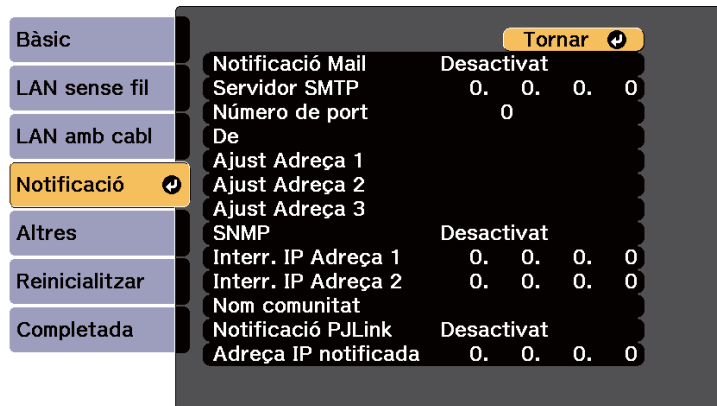 Bàsic
LAN sense fil
LAN amb cabl
Notificació
Altres
Reinicialitzar
Completada
Tornar
Notificació Mail Desactivat
Servidor SMTP 0. 0. 0. 0
Número de port 0
De
Ajust Adreça 1
Ajust Adreça 2
Ajust Adreça 3
SNMP Desactivat
Interr. IP Adreça 1 0. 0. 0. 0
Interr. IP Adreça 2 0. 0. 0. 0
Nom comunitat
Notificació PJLink Desactivat
Adreça IP notificada 0. 0. 0. 0